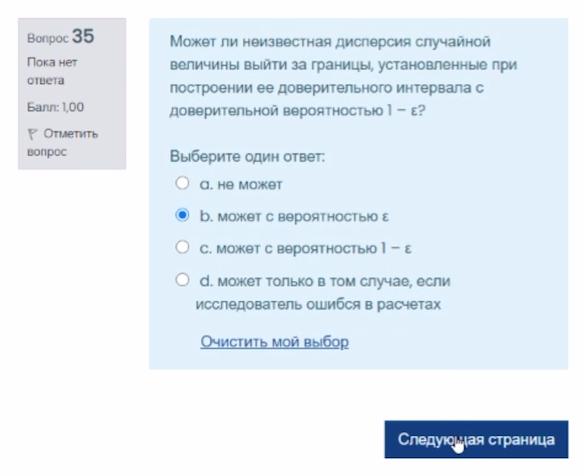 Вопрос 35
Пока нет
ответа
Балл: 1,00
Отметить
вопрос
Может ли неизвестная дисперсия случайной
величины выйти за границы, установленные при
построении ее доверительного интервала с
доверительной вероятностью 1 – ε?
Выберите один ответ:
a. не может
b. может с вероятностью ε
c. может с вероятностью 1 – ε
d. может только в том случае, если
исследователь ошибся в расчетах
Очистить мой выбор
Следующая страница